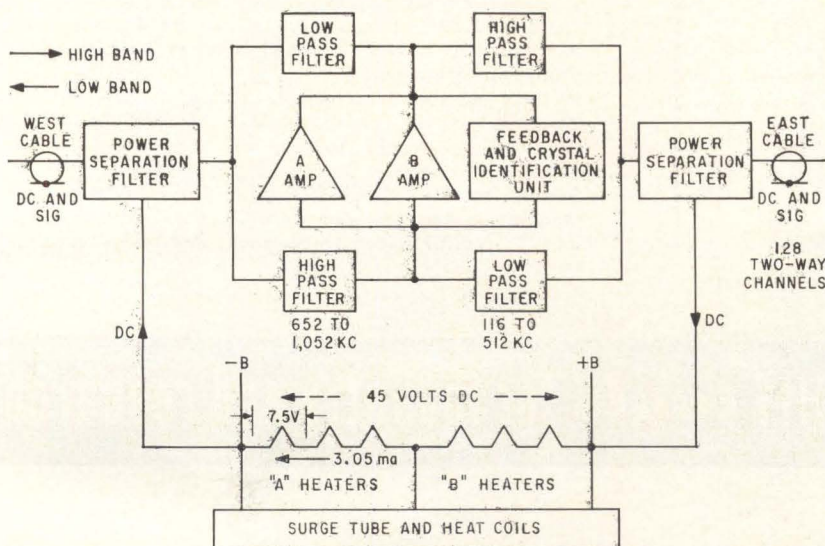 LOW
PASS
FILTER
HIGH
PASS
FILTER
HIGH BAND
LOW BAND
WEST
CABLE
DC AND
SIG
POWER
SEPARATION
FILTER
A
AMP
B
AMP
FEEDBACK
AND CRYSTAL
IDENTIFICATION
UNIT
POWER
SEPARATION
FILTER
EAST
CABLE
DC AND
SIG
128
TWO-WAY
CHANNELS
HIGH
PASS
FILTER
652 TO
1,052 KC
LOW
PASS
FILTER
116 TO
512 KC
DC
DC
-B
+B
45 VOLTS DC
7.5V
3.05 ma
"A" HEATERS
"B" HEATERS
SURGE TUBE AND HEAT COILS